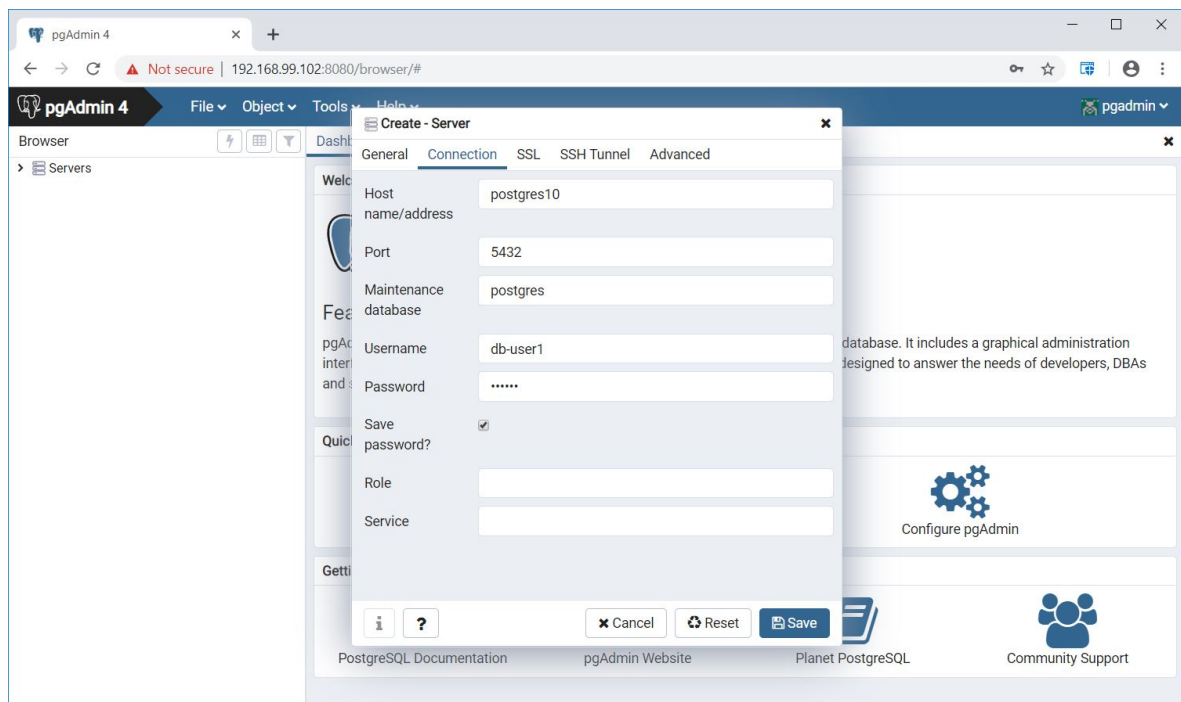 pgAdmin 4
Not secure | 192.168.99.102:8080/browser/#
pgAdmin 4 File Object Tools Help pgadmin
Browser
Servers
Create - Server
General Connection SSL SSH Tunnel Advanced
Host name/address postgres10
Port 5432
Maintenance database postgres
Username db-user1
Password ••••••
Save password?
Role
Service
i ? Cancel Reset Save
database. It includes a graphical administration
designed to answer the needs of developers, DBAs
and
Configure pgAdmin
PostgreSQL Documentation pgAdmin Website Planet PostgreSQL Community Support